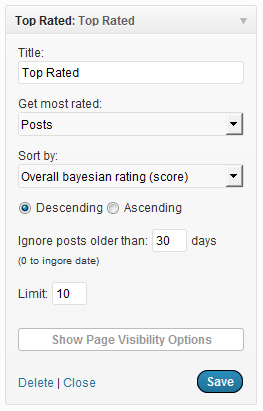 Top Rated: Top Rated
Title:
Top Rated
Get most rated:
Posts
Sort by:
Overall bayesian rating (score)
Descending Ascending
Ignore posts older than: 30 days
(0 to ingore date)
Limit: 10
Show Page Visibility Options
Delete | Close
Save